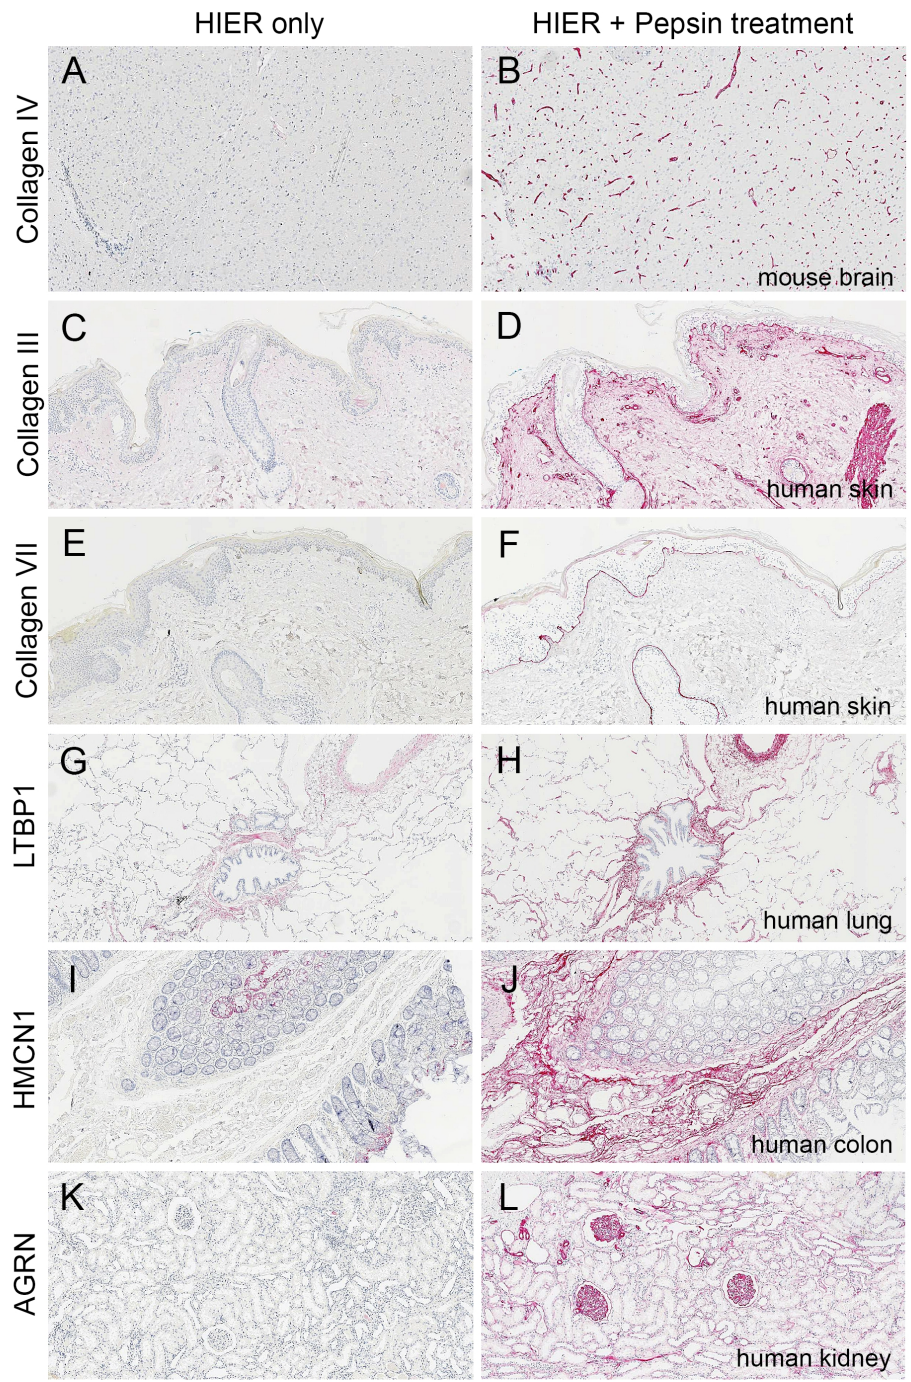 HIER only
HIER + Pepsin treatment
Collagen IV
A
B
mouse brain
Collagen III
C
D
human skin
Collagen VII
E
F
human skin
LTBP1
G
H
human lung
HMCN1
I
J
human colon
AGRN
K
L
human kidney